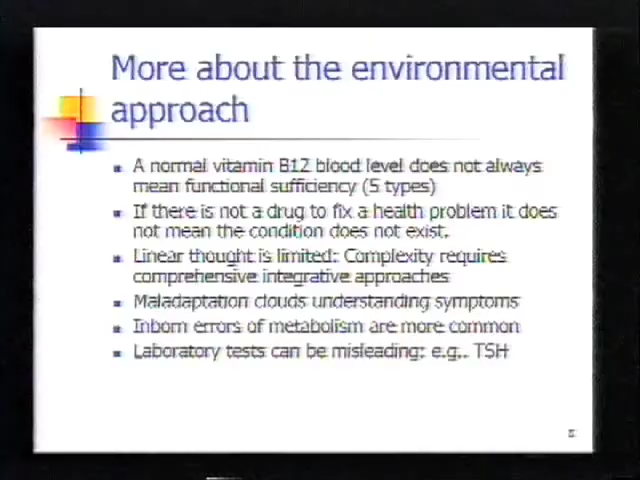 More about the environmental
approach
A normal vitamin B12 blood level does not always
mean functional sufficiency (5 types)
If there is not a drug to fix a health problem it does
not mean the condition does not exist.
Linear thought is limited: Complexity requires
comprehensive integrative approaches
Maladaptation clouds understanding symptoms
Inborn errors of metabolism are more common
Laboratory tests can be misleading: e.g.. TSH